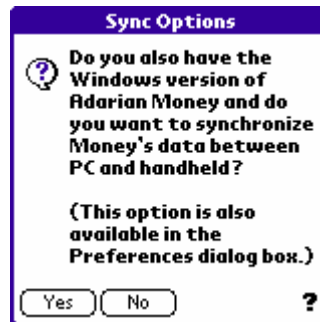 Sync Options
Do you also have the
Windows version of
Adarian Money and do
you want to synchronize
Money's data between
PC and handheld?
(This option is also
available in the
Preferences dialog box.)
Yes No ?